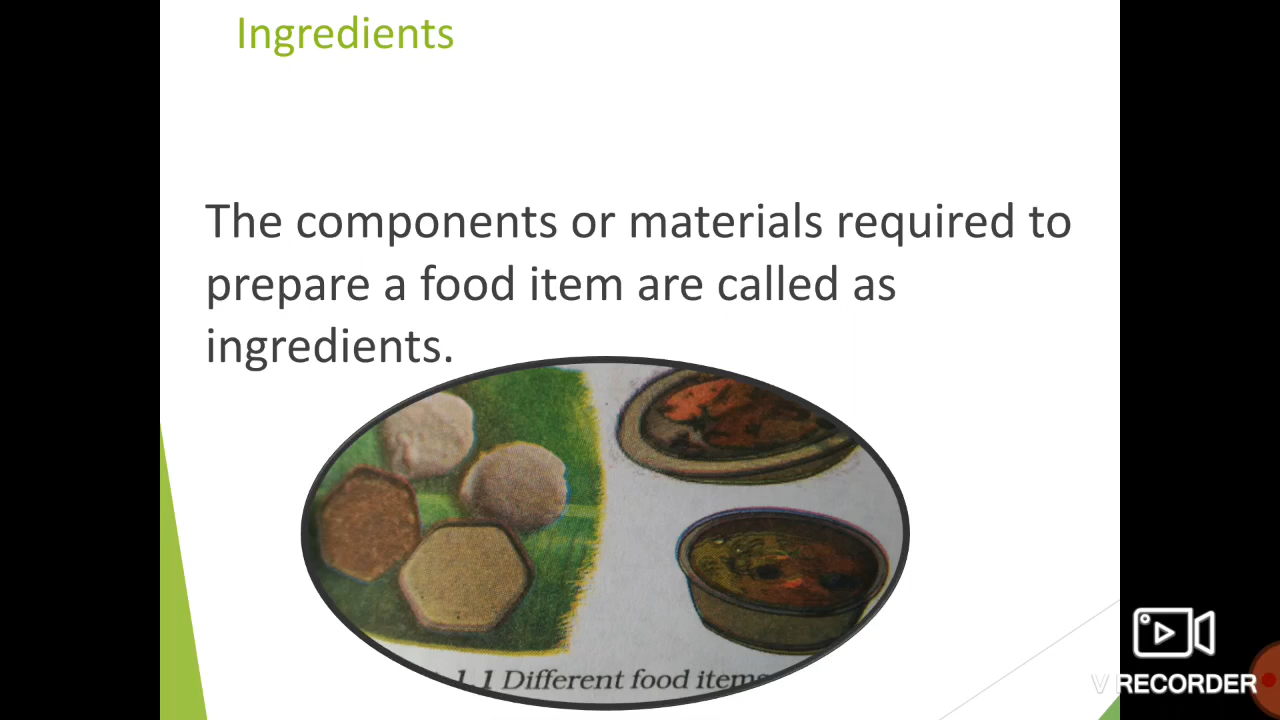 Ingredients
The components or materials required to
prepare a food item are called as
ingredients.
1.1 Different food items
V RECORDER